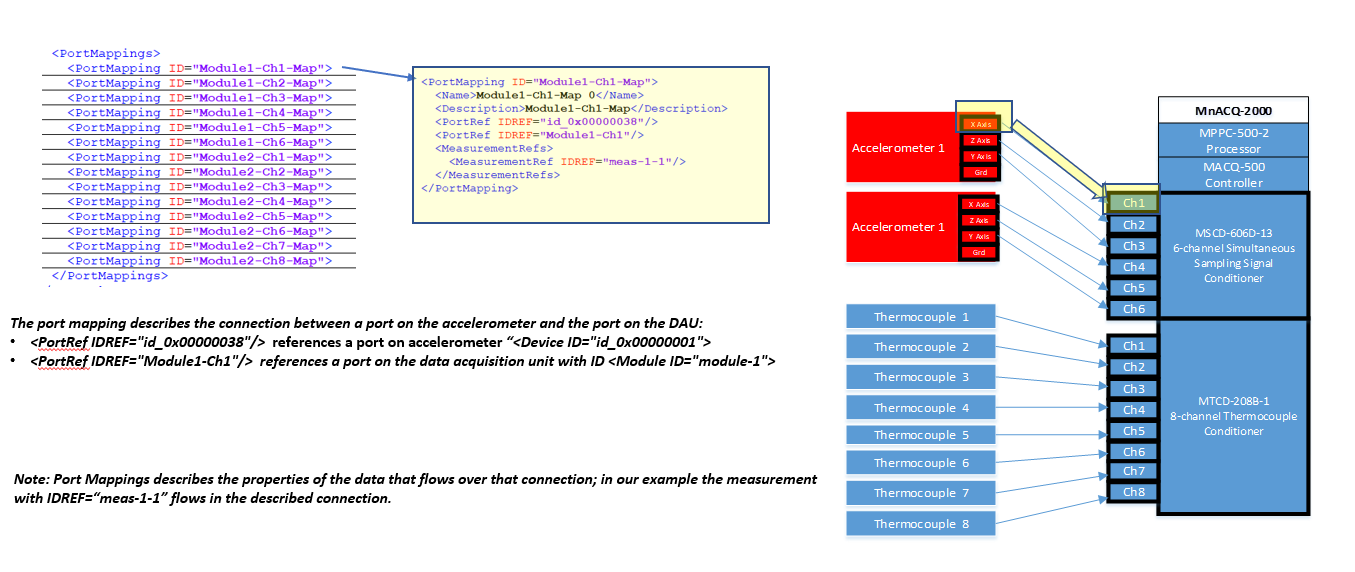 <PortMappings>
<PortMapping ID="Module1-Ch1-Map">
<PortMapping ID="Module1-Ch2-Map">
<PortMapping ID="Module1-Ch3-Map">
<PortMapping ID="Module1-Ch4-Map">
<PortMapping ID="Module1-Ch5-Map">
<PortMapping ID="Module1-Ch6-Map">
<PortMapping ID="Module2-Ch1-Map">
<PortMapping ID="Module2-Ch2-Map">
<PortMapping ID="Module2-Ch3-Map">
<PortMapping ID="Module2-Ch4-Map">
<PortMapping ID="Module2-Ch5-Map">
<PortMapping ID="Module2-Ch6-Map">
<PortMapping ID="Module2-Ch7-Map">
<PortMapping ID="Module2-Ch8-Map">
</PortMappings>
<PortMapping ID="Module1-Ch1-Map">
<Name>Module1-Ch1-Map 0</Name>
<Description>Module1-Ch1-Map</Description>
<PortRef IDREF="id_0x00000038"/>
<PortRef IDREF="Module1-Ch1"/>
<MeasurementRefs>
<MeasurementRef IDREF="meas-1-1"/>
</MeasurementRefs>
</PortMapping>
The port mapping describes the connection between a port on the accelerometer and the port on the DAU:
• <PortRef IDREF="id_0x00000038"/> references a port on accelerometer “<Device ID="id_0x00000001">
• <PortRef IDREF="Module1-Ch1"/> references a port on the data acquisition unit with ID <Module ID="module-1">
Note: Port Mappings describes the properties of the data that flows over that connection; in our example the measurement
with IDREF=“meas-1-1” flows in the described connection.
Accelerometer 1
X Axis
Z Axis
Y Axis
Grd
Accelerometer 1
X Axis
Z Axis
Y Axis
Grd
Thermocouple 1
Thermocouple 2
Thermocouple 3
Thermocouple 4
Thermocouple 5
Thermocouple 6
Thermocouple 7
Thermocouple 8
MnACQ-2000
MPPC-500-2
Processor
MACQ-500
Controller
Ch1
Ch2
Ch3
Ch4
Ch5
Ch6
MSCD-606D-13
6-channel Simultaneous
Sampling Signal
Conditioner
Ch1
Ch2
Ch3
Ch4
Ch5
Ch6
Ch7
Ch8
MTCD-208B-1
8-channel Thermocouple
Conditioner